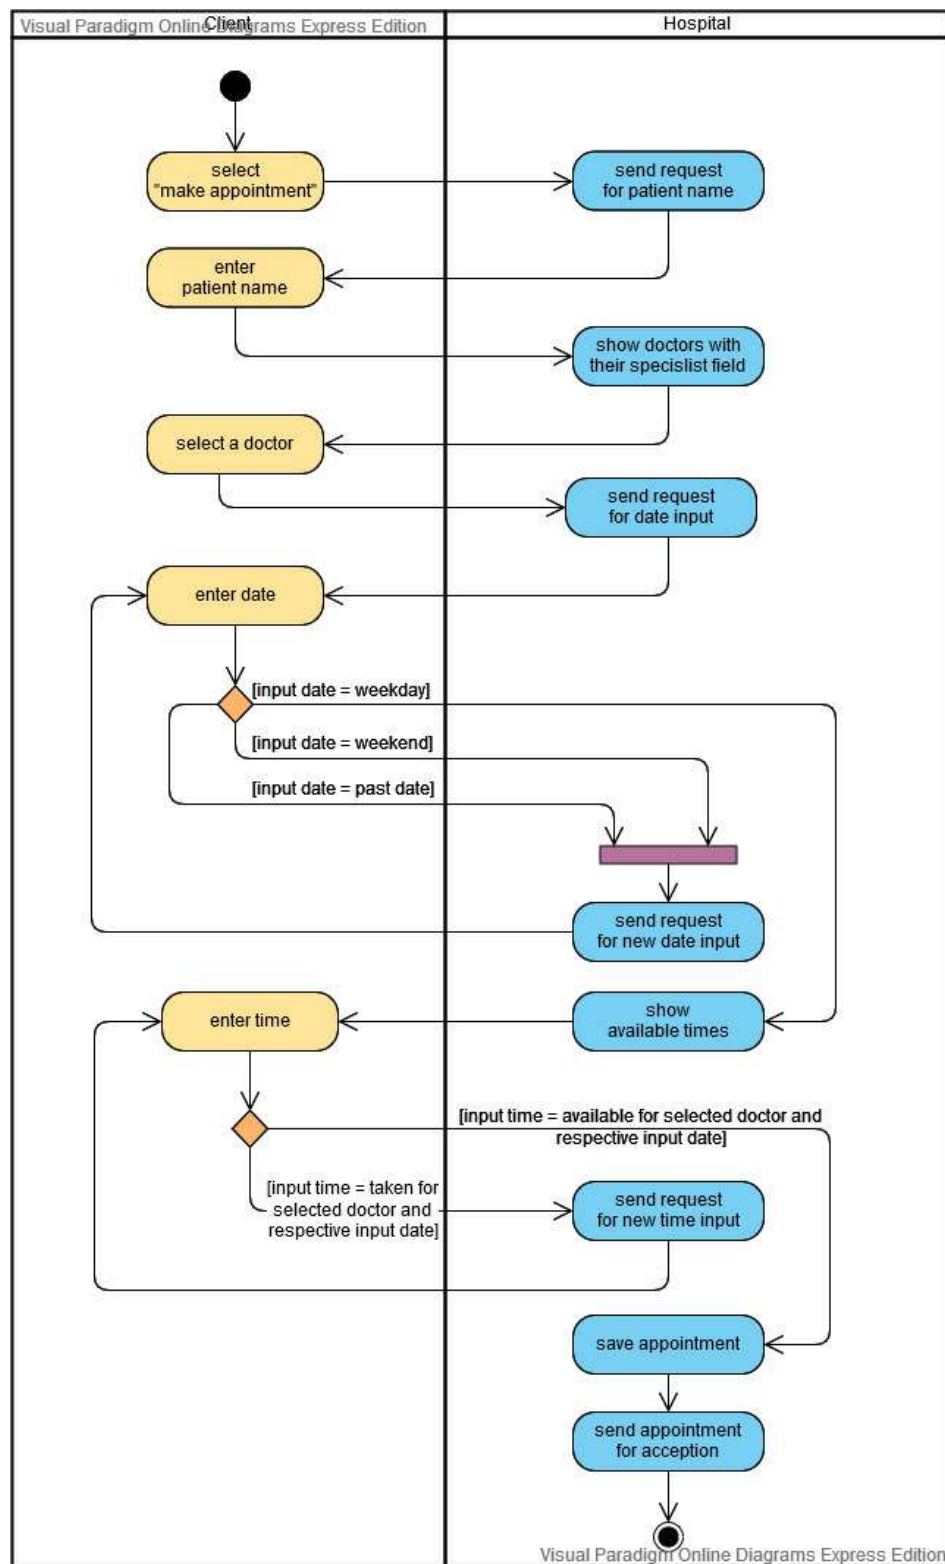 Visual Paradigm Online Diagrams Express Edition
Client
Hospital
select
"make appointment"
send request
for patient name
enter
patient name
show doctors with
their specislist field
select a doctor
send request
for date input
enter date
[input date = weekday]
[input date = weekend]
[input date = past date]
send request
for new date input
enter time
show
available times
[input time = available for selected doctor and
respective input date]
[input time = taken for
selected doctor and
respective input date]
send request
for new time input
save appointment
send appointment
for acception
Visual Paradigm Online Diagrams Express Edition